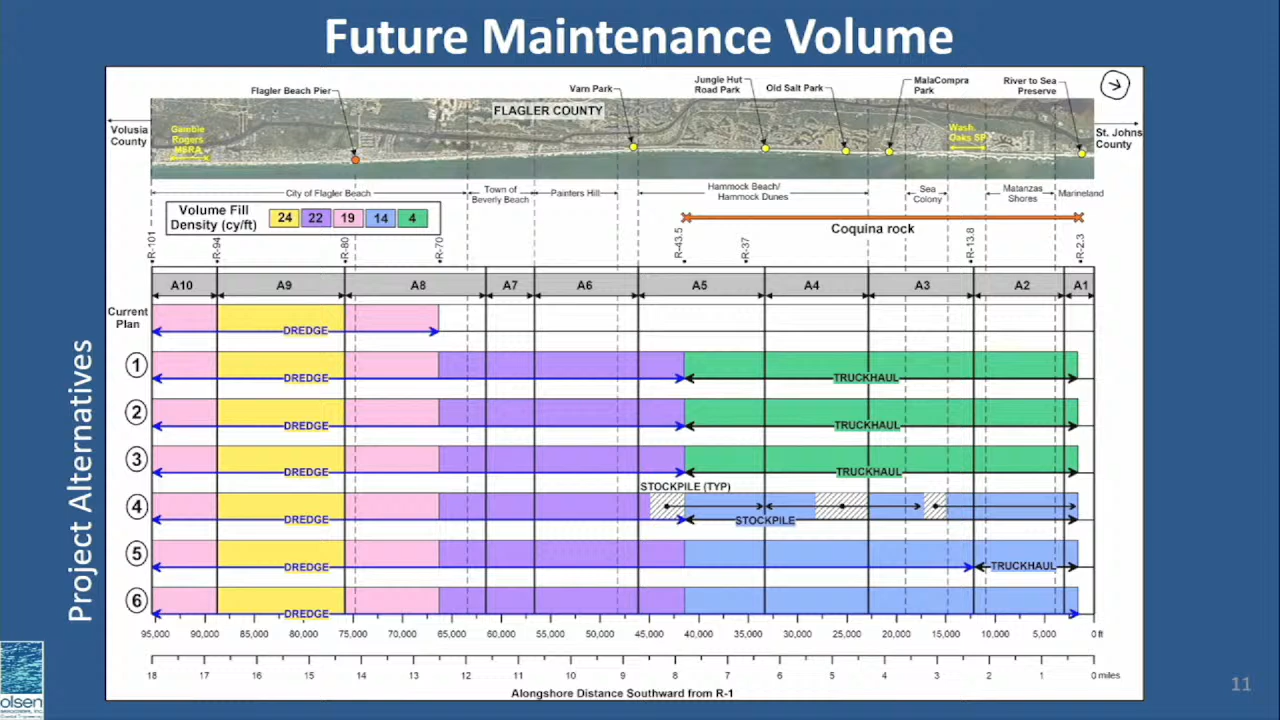 Future Maintenance Volume
Flagler Beach Pier
Varn Park
Jungle Hut
Road Park
Old Salt Park
MalaCompra
Park
River to Sea
Preserve
FLAGLER COUNTY
Volusia
County
Gamble
Rogers
MSRA
Wash.
Oaks SP
St. Johns
County
City of Flagler Beach
Town of
Beverly Beach
Painters Hill
Hammock Beach/
Hammock Dunes
Sea
Colony
Matanzas
Shores
Marineland
Volume Fill
Density (cy/ft)
24 22 19 14 4
Coquina rock
R-101
R-94
R-80
R-70
R-43.5
R-37
R-13.8
R-2.3
A10 A9 A8 A7 A6 A5 A4 A3 A2 A1
Current
Plan
DREDGE
Project Alternatives
1 DREDGE TRUCKHAUL
2 DREDGE TRUCKHAUL
3 DREDGE TRUCKHAUL
STOCKPILE (TYP)
4 DREDGE STOCKPILE
5 DREDGE TRUCKHAUL
6 DREDGE
95,000 90,000 85,000 80,000 75,000 70,000 65,000 60,000 55,000 50,000 45,000 40,000 35,000 30,000 25,000 20,000 15,000 10,000 5,000 0 ft
18 17 16 15 14 13 12 11 10 9 8 7 6 5 4 3 2 1 0 miles
Alongshore Distance Southward from R-1
11
olsen